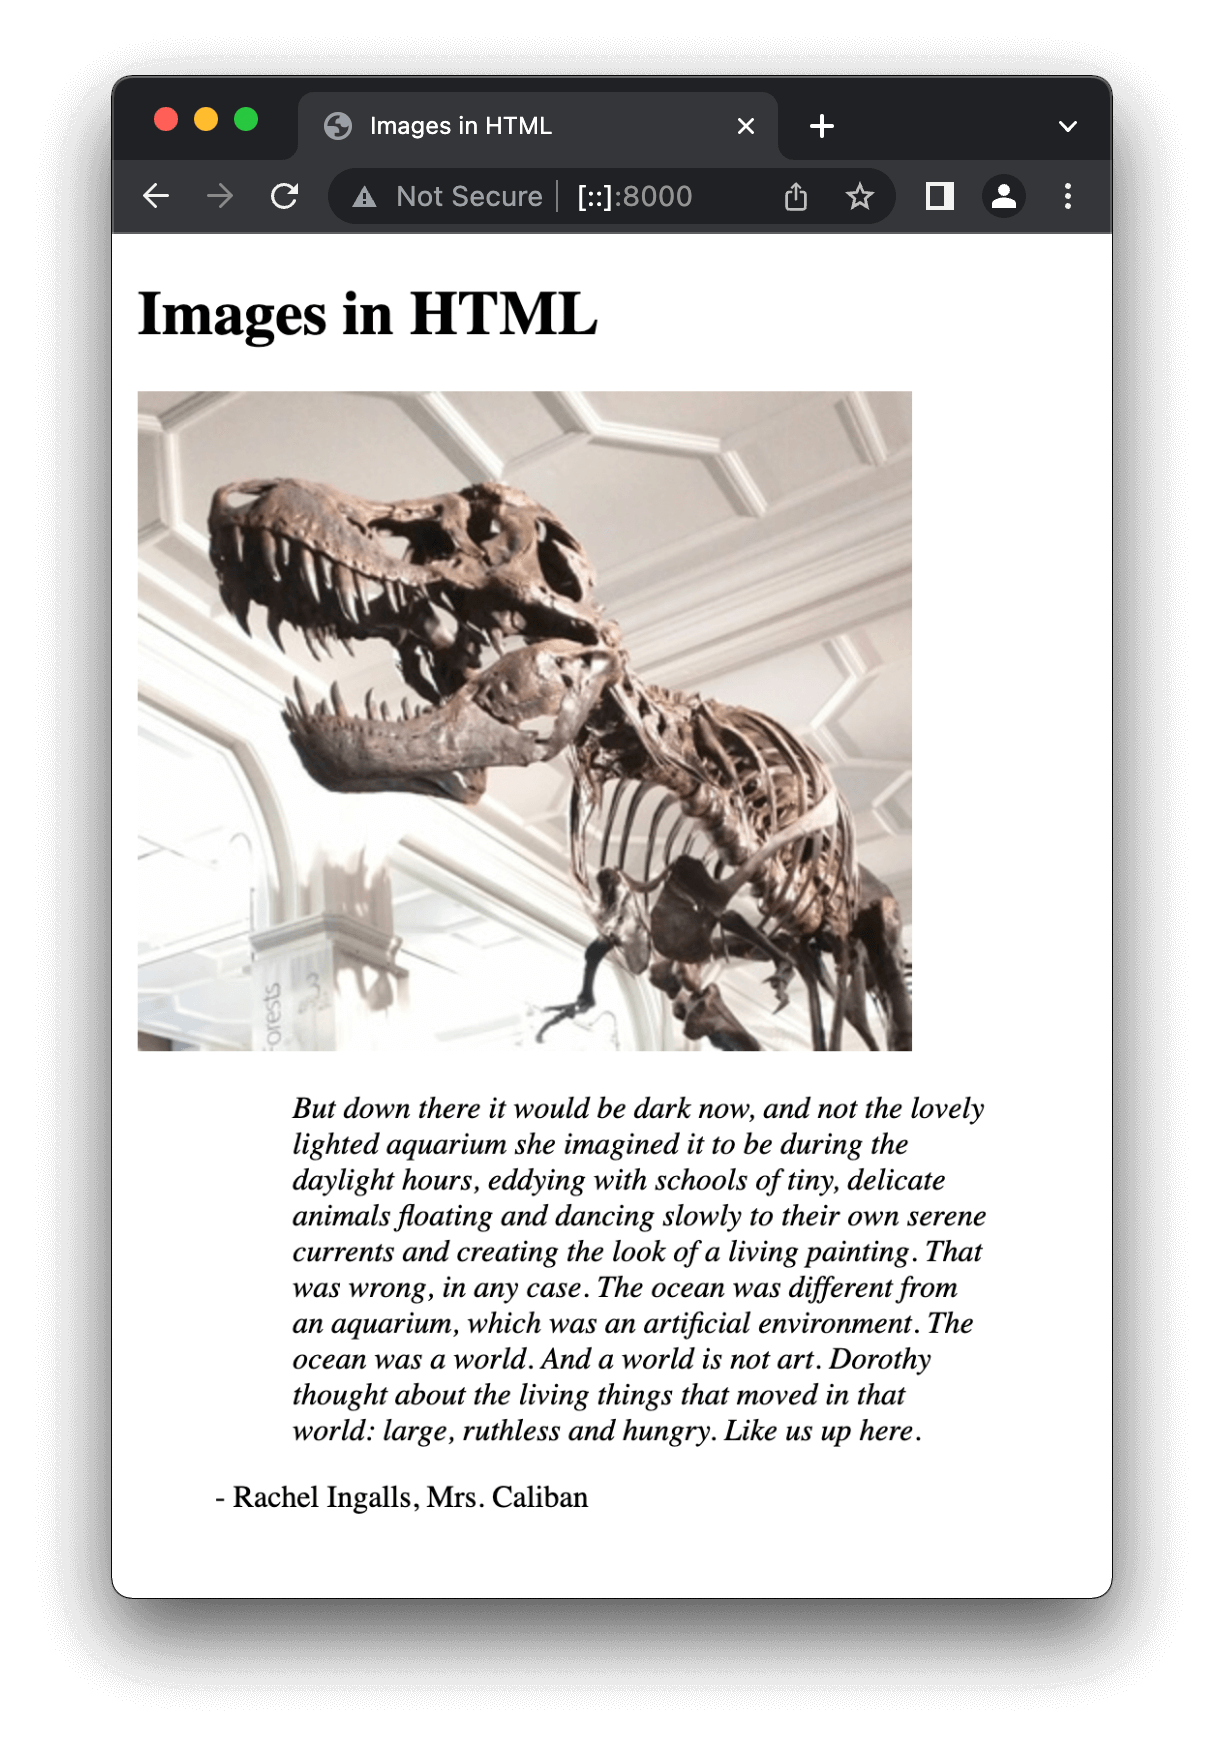 Images in HTML
Not Secure
[::]:8000
Images in HTML
orests
But down there it would be dark now, and not the lovely
lighted aquarium she imagined it to be during the
daylight hours, eddying with schools of tiny, delicate
animals floating and dancing slowly to their own serene
currents and creating the look of a living painting. That
was wrong, in any case. The ocean was different from
an aquarium, which was an artificial environment. The
ocean was a world. And a world is not art. Dorothy
thought about the living things that moved in that
world: large, ruthless and hungry. Like us up here.
- Rachel Ingalls, Mrs. Caliban